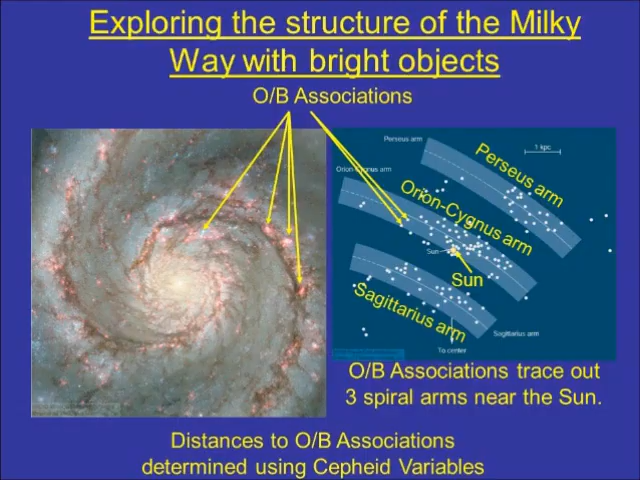 Exploring the structure of the Milky
Way with bright objects
O/B Associations
Perseus arm
1 kpc
Perseus arm
Orion-Cygnus arm
Orion-Cygnus arm
Sun
Sun
Sagittarius arm
Sagittarius arm
To center
O/B Associations trace out
3 spiral arms near the Sun.
Distances to O/B Associations
determined using Cepheid Variables